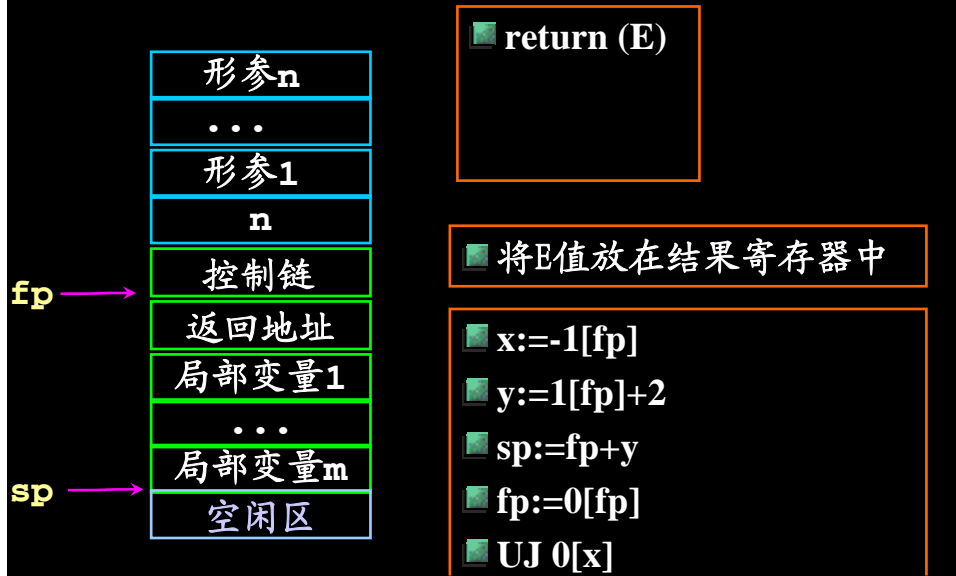 形参n
...
形参1
n
控制链
返回地址
局部变量1
...
局部变量m
空闲区
fp
sp
return (E)
将E值放在结果寄存器中
x:=-1[fp]
y:=1[fp]+2
sp:=fp+y
fp:=0[fp]
UJ 0[x]